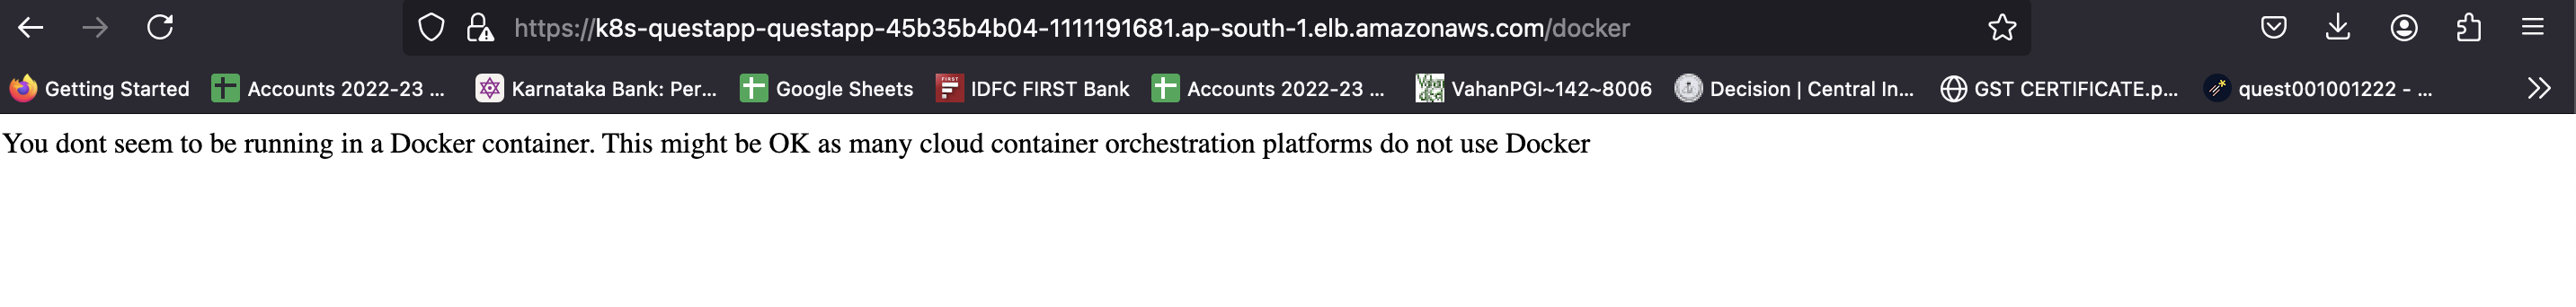 https://k8s-questapp-questapp-45b35b4b04-1111191681.ap-south-1.elb.amazonaws.com/docker
Getting Started Accounts 2022-23 ... Karnataka Bank: Per... Google Sheets FIRST IDFC FIRST Bank Accounts 2022-23 ... VahanPGI~142~8006 Decision | Central In... GST CERTIFICATE.p... quest001001222 - ...
You dont seem to be running in a Docker container. This might be OK as many cloud container orchestration platforms do not use Docker